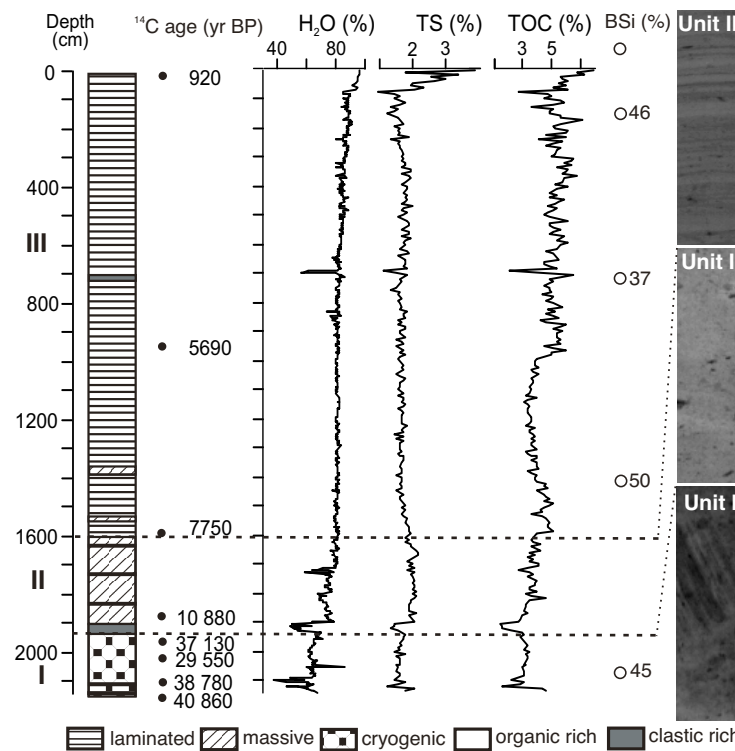 Depth (cm)
¹⁴C age (yr BP)
H₂O (%)
TS (%)
TOC (%)
BSi (%)
40 80
2 3
3 5
0
400
800
1200
1600
2000
III
II
I
920
5690
7750
10 880
37 130
29 550
38 780
40 860
46
37
50
45
Unit II
Unit I
Unit I
laminated massive cryogenic organic rich clastic rich